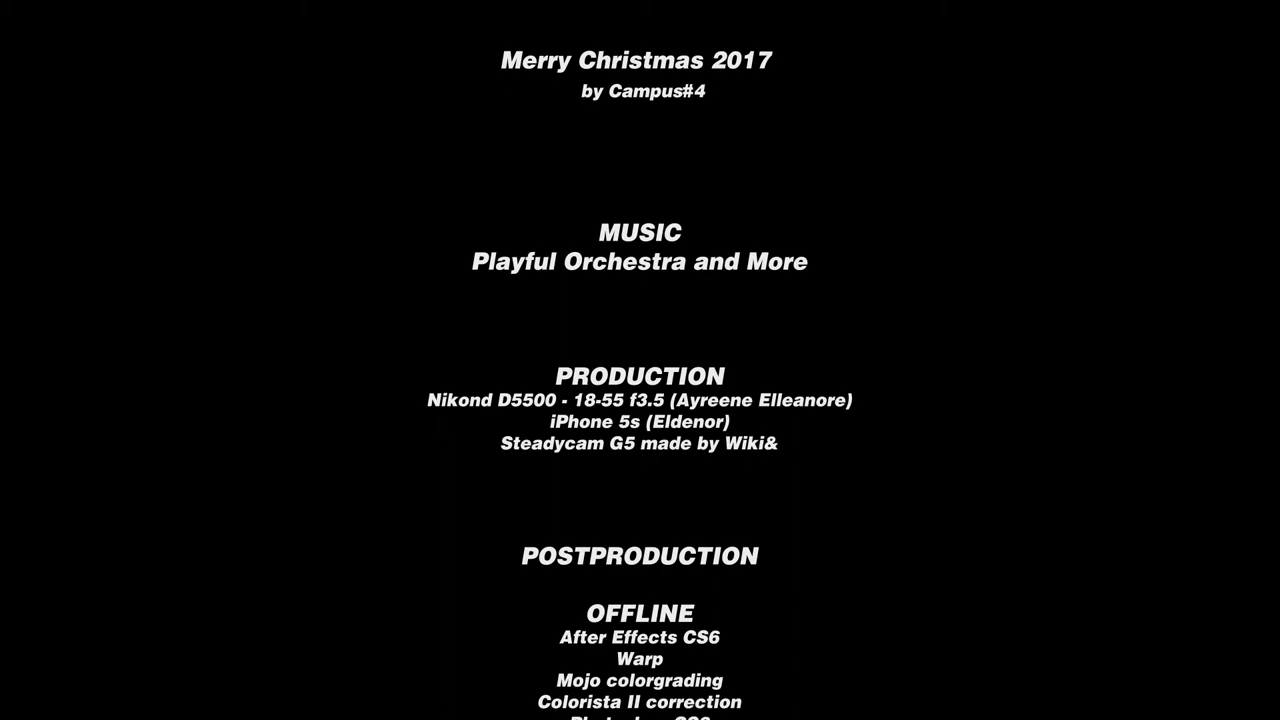 Merry Christmas 2017
by Campus#4
MUSIC
Playful Orchestra and More
PRODUCTION
Nikond D5500 - 18-55 f3.5 (Ayreene Elleanore)
iPhone 5s (Eldenor)
Steadycam G5 made by Wiki&
POSTPRODUCTION
OFFLINE
After Effects CS6
Warp
Mojo colorgrading
Colorista II correction